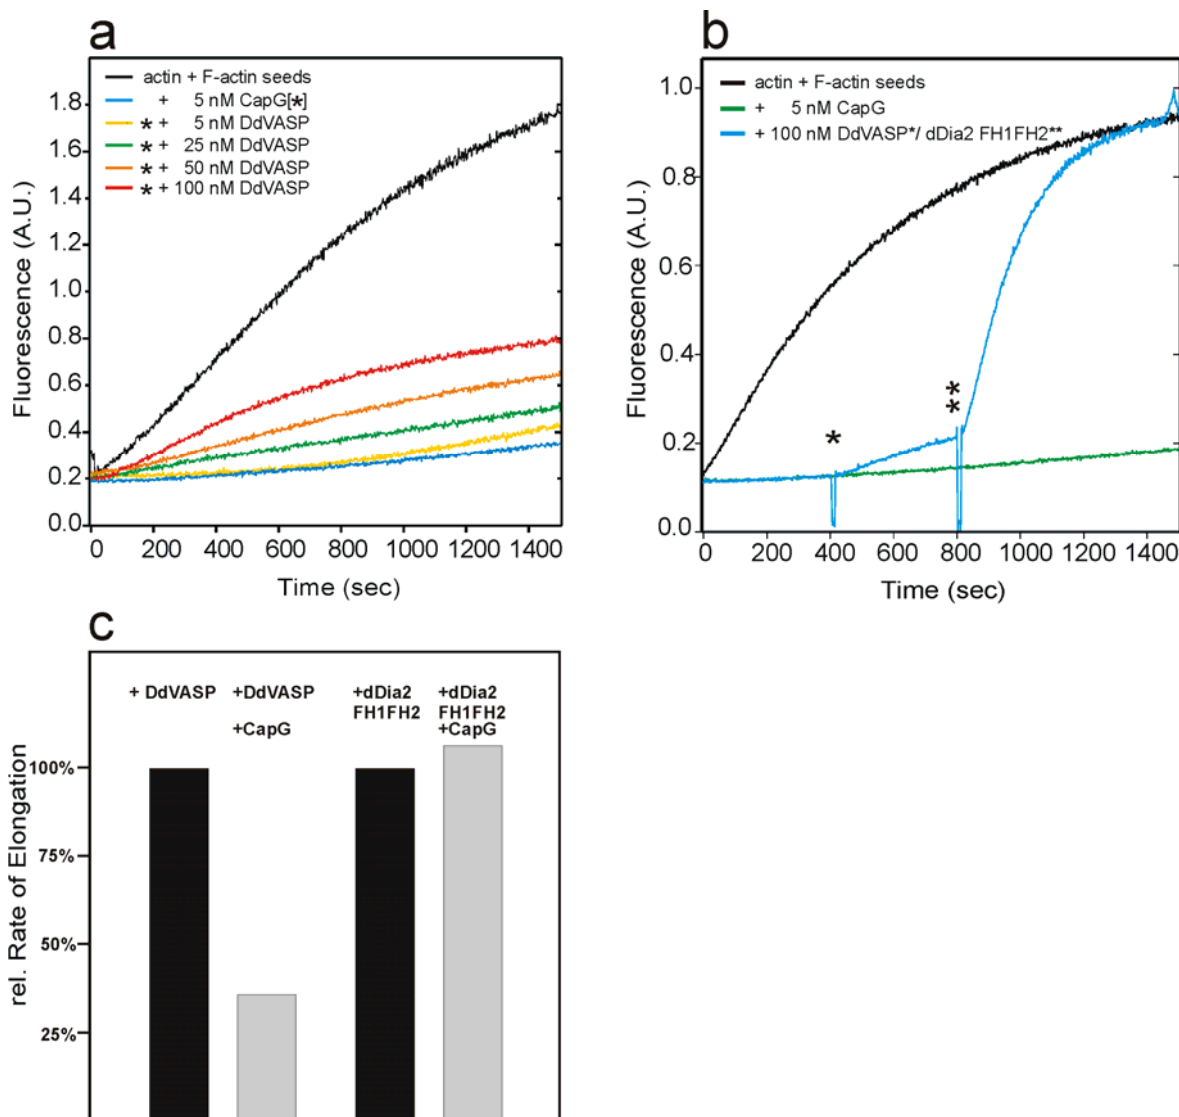 a
actin + F-actin seeds
+ 5 nM CapG[*]
* + 5 nM DdVASP
* + 25 nM DdVASP
* + 50 nM DdVASP
* + 100 nM DdVASP
Fluorescence (A.U.)
1.8
1.6
1.4
1.2
1.0
0.8
0.6
0.4
0.2
0.0
0 200 400 600 800 1000 1200 1400
Time (sec)
b
actin + F-actin seeds
+ 5 nM CapG
+ 100 nM DdVASP*/ dDia2 FH1FH2**
Fluorescence (A.U.)
1.0
0.8
0.6
0.4
0.2
0.0
*
**
0 200 400 600 800 1000 1200 1400
Time (sec)
c
+ DdVASP
+DdVASP
+CapG
+dDia2
FH1FH2
+dDia2
FH1FH2
+CapG
rel. Rate of Elongation
100%
75%
50%
25%